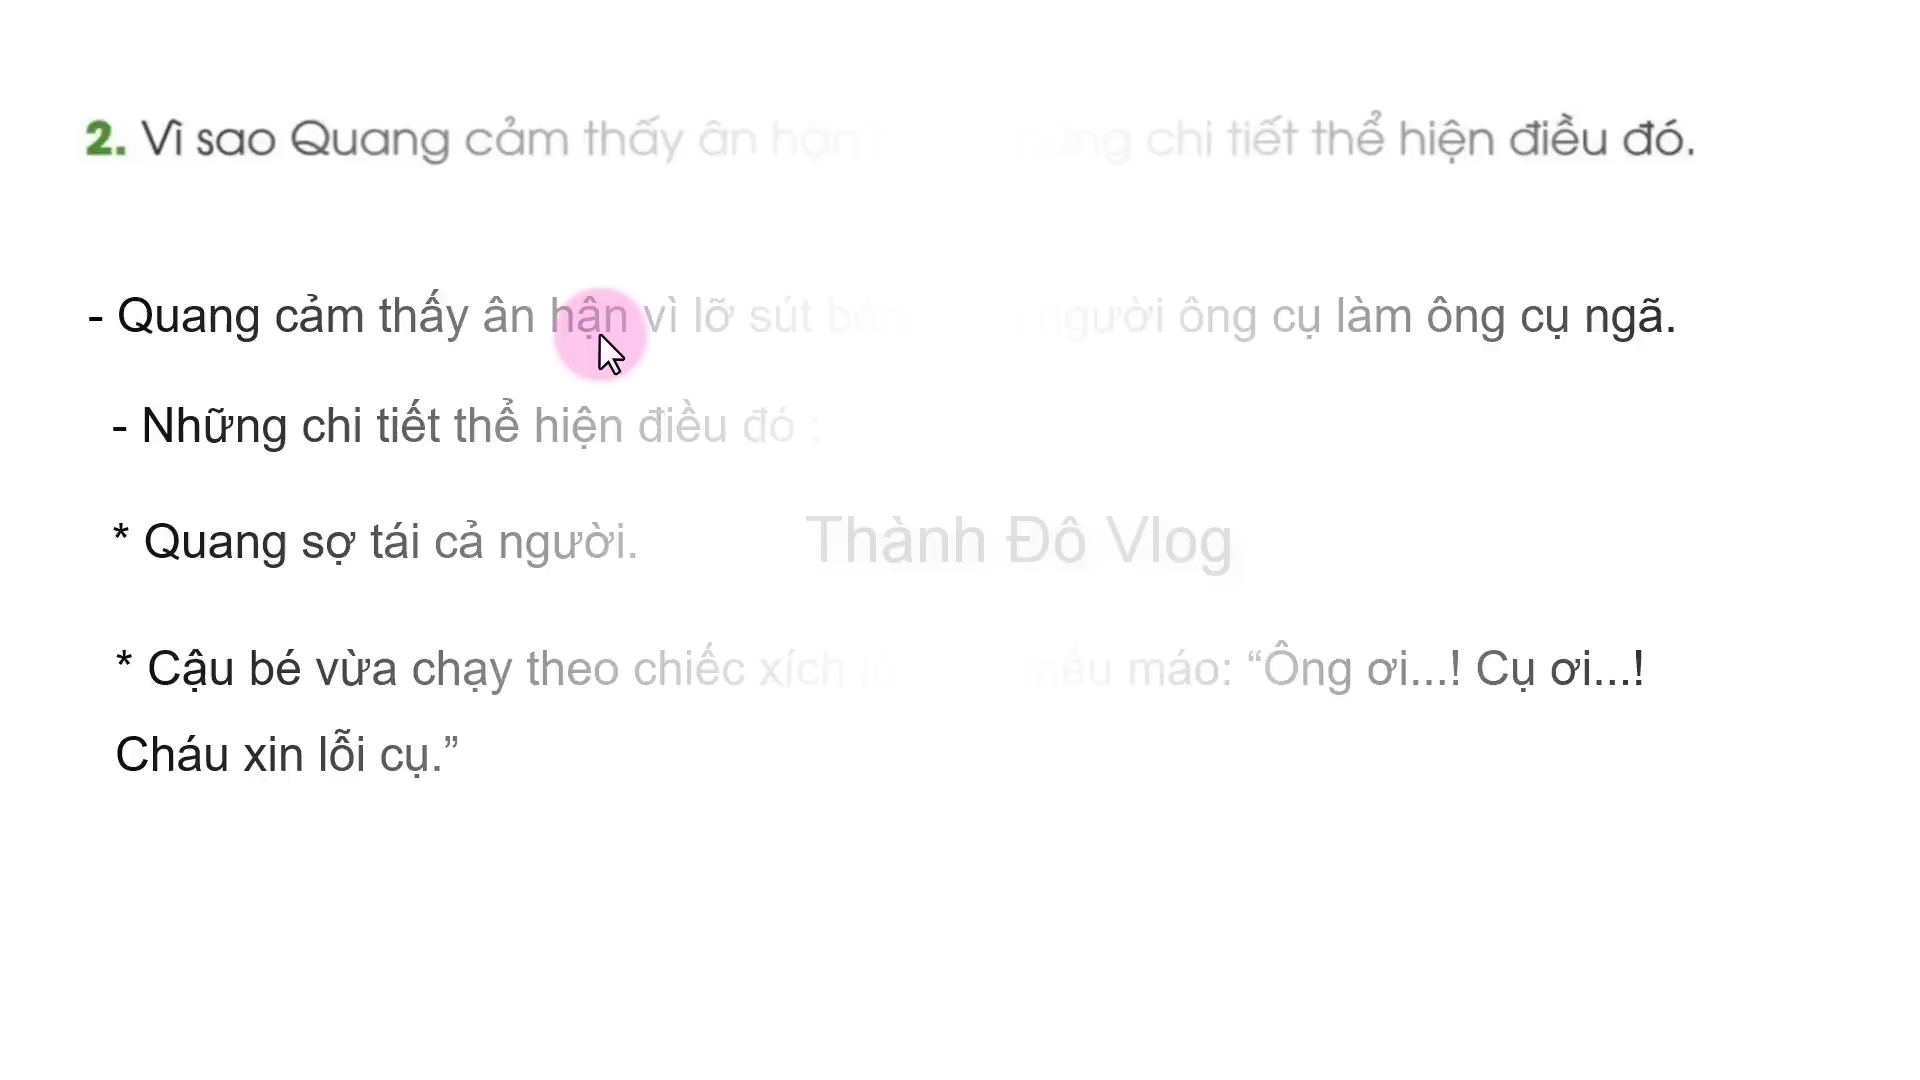 2. Vì sao Quang cảm thấy ân hận chi tiết thể hiện điều đó.
- Quang cảm thấy ân hận vì lỡ sút người ông cụ làm ông cụ ngã.
- Những chi tiết thể hiện điều đó :
* Quang sợ tái cả người.
Thành Đô Vlog
* Cậu bé vừa chạy theo chiếc xích máo: “Ông ơi...! Cụ ơi...!
Cháu xin lỗi cụ.”